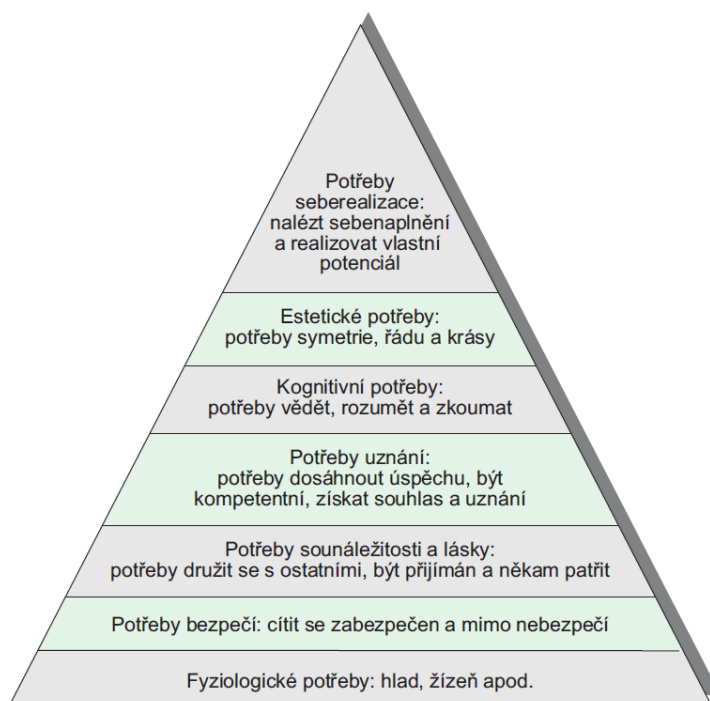 Potřeby
seberealizace:
nalézt sebenaplnění
a realizovat vlastní
potenciál
Estetické potřeby:
potřeby symetrie, řádu a krásy
Kognitivní potřeby:
potřeby vědět, rozumět a zkoumat
Potřeby uznání:
potřeby dosáhnout úspěchu, být
kompetentní, získat souhlas a uznání
Potřeby sounáležitosti a lásky:
potřeby družit se s ostatními, být přijímán a někam patřit
Potřeby bezpečí: cítit se zabezpečen a mimo nebezpečí
Fyziologické potřeby: hlad, žízeň apod.